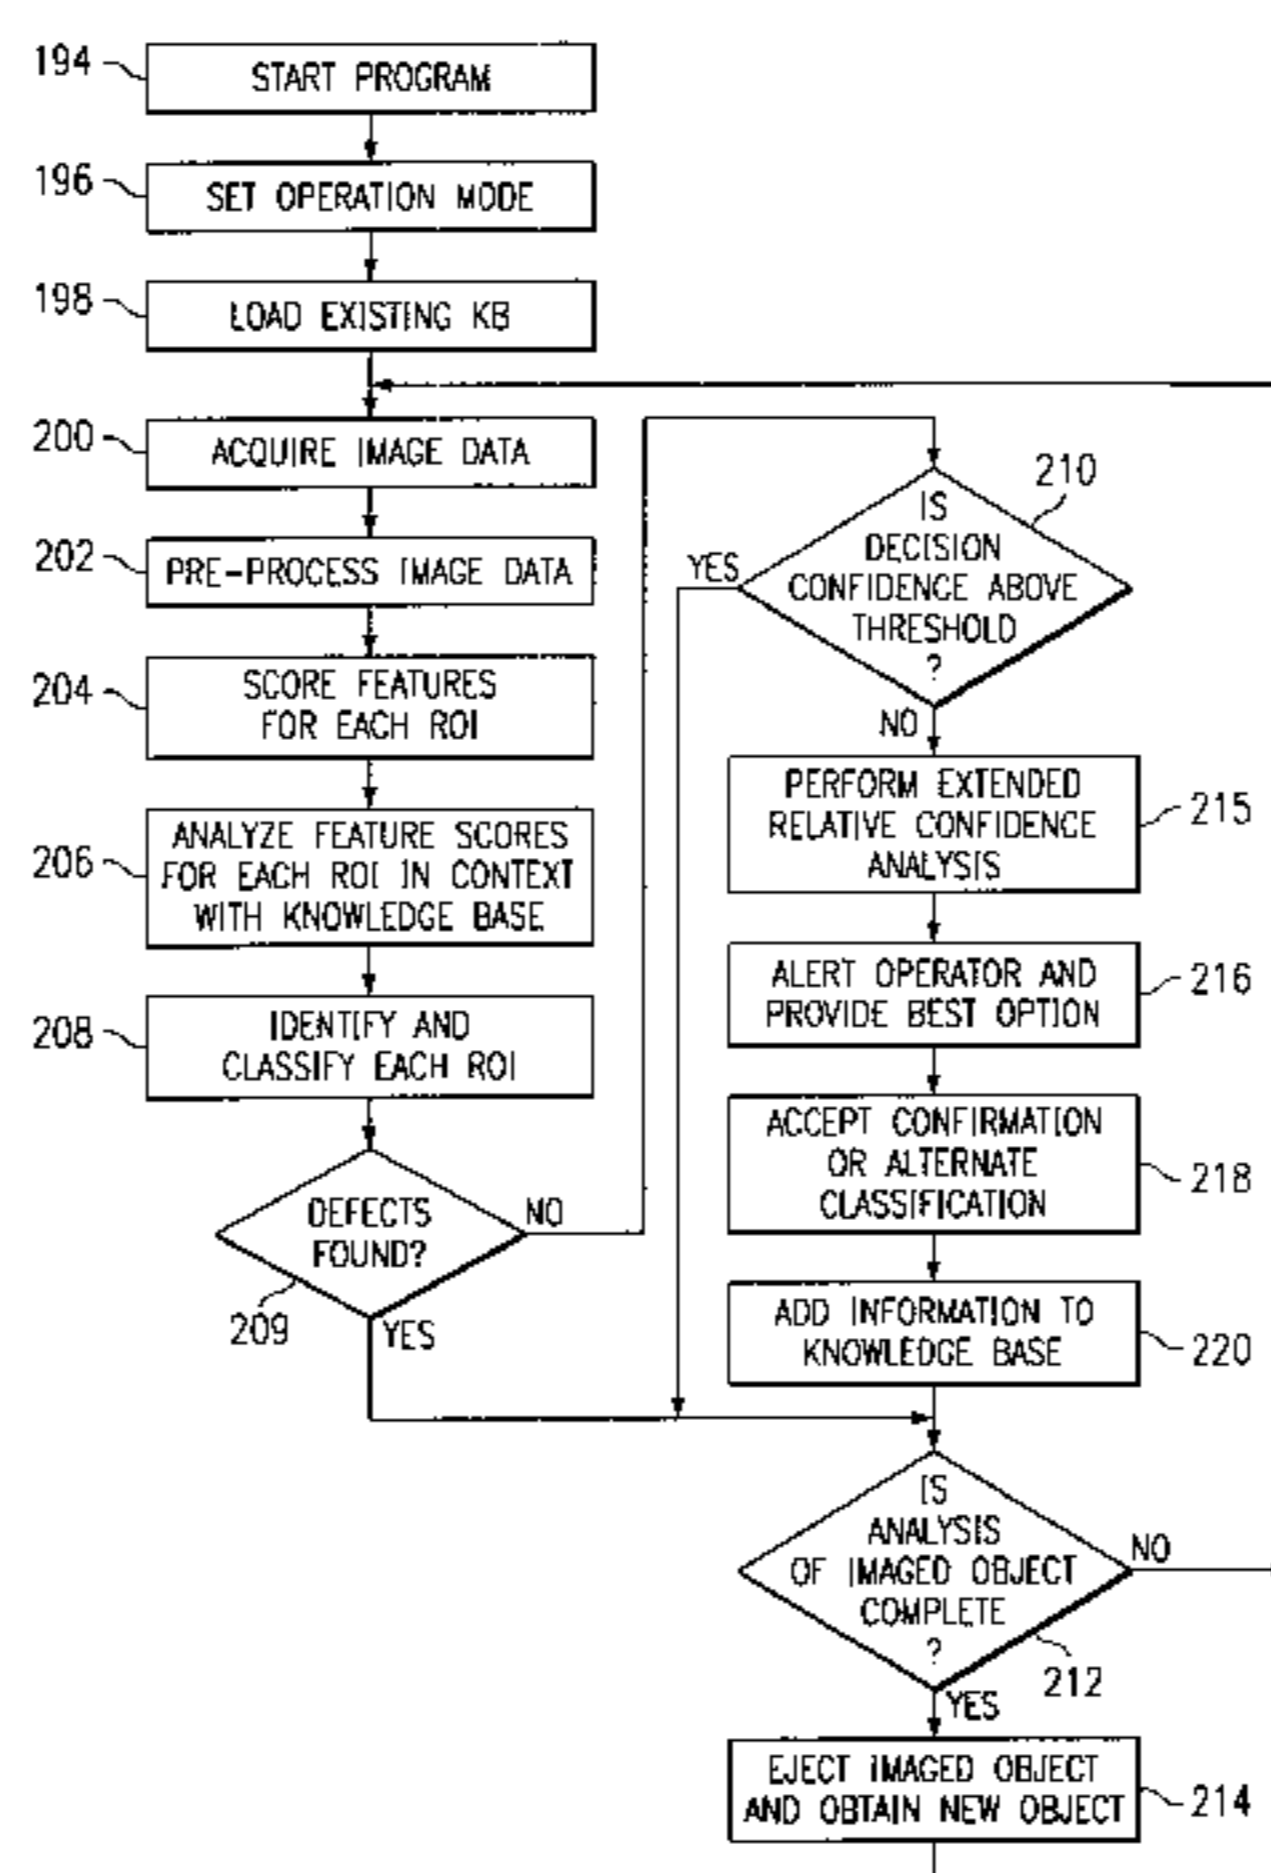 194
START PROGRAM
196
SET OPERATION MODE
198
LOAD EXISTING KB
200
ACQUIRE IMAGE DATA
202
PRE-PROCESS IMAGE DATA
204
SCORE FEATURES
FOR EACH ROI
206
ANALYZE FEATURE SCORES
FOR EACH ROI IN CONTEXT
WITH KNOWLEDGE BASE
208
IDENTIFY AND
CLASSIFY EACH ROI
DEFECTS
FOUND?
NO
209
YES
210
IS
DECISION
CONFIDENCE ABOVE
THRESHOLD
?
YES
NO
PERFORM EXTENDED
RELATIVE CONFIDENCE
ANALYSIS
215
ALERT OPERATOR AND
PROVIDE BEST OPTION
216
ACCEPT CONFIRMATION
OR ALTERNATE
CLASSIFICATION
218
ADD INFORMATION TO
KNOWLEDGE BASE
220
IS
ANALYSIS
OF IMAGED OBJECT
COMPLETE
?
NO
212
YES
EJECT IMAGED OBJECT
AND OBTAIN NEW OBJECT
214